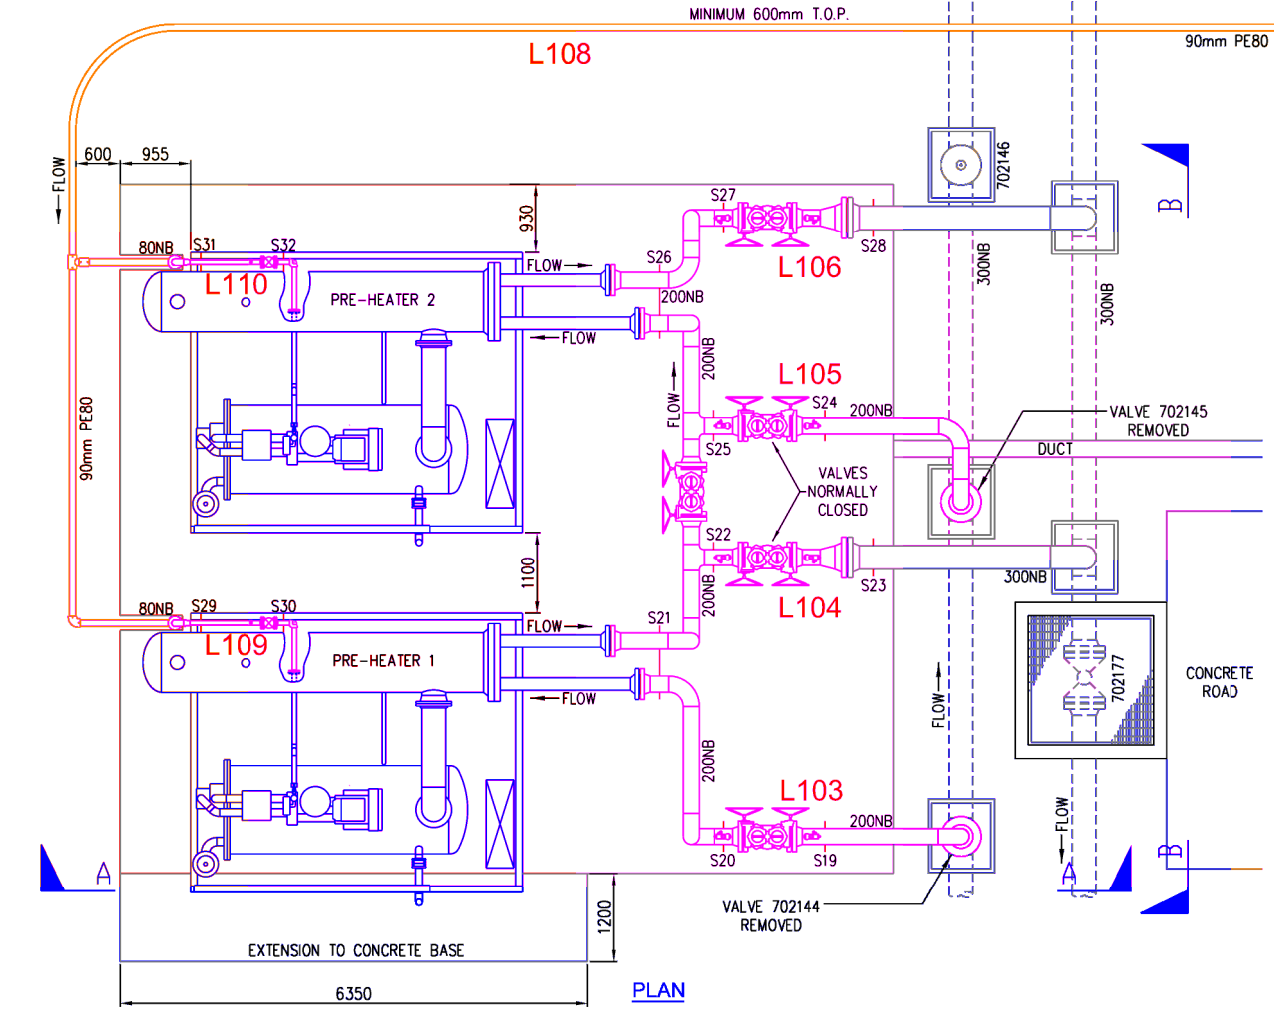 MINIMUM 600mm T.O.P.
90mm PE80
L108
FLOW
600
955
930
702146
B
S27
80NB
S31
S32
FLOW
S26
L106
S28
300NB
L110
PRE-HEATER 2
200NB
300NB
FLOW
200NB
L105
FLOW
S24
200NB
VALVE 702145
REMOVED
90mm PE80
S25
DUCT
VALVES
NORMALLY
CLOSED
S22
1100
200NB
S23
300NB
80NB
S29
S30
FLOW
S21
L104
L109
PRE-HEATER 1
702177
CONCRETE
ROAD
FLOW
FLOW
200NB
L103
200NB
FLOW
S20
S19
A
A
B
VALVE 702144
REMOVED
1200
EXTENSION TO CONCRETE BASE
6350
PLAN